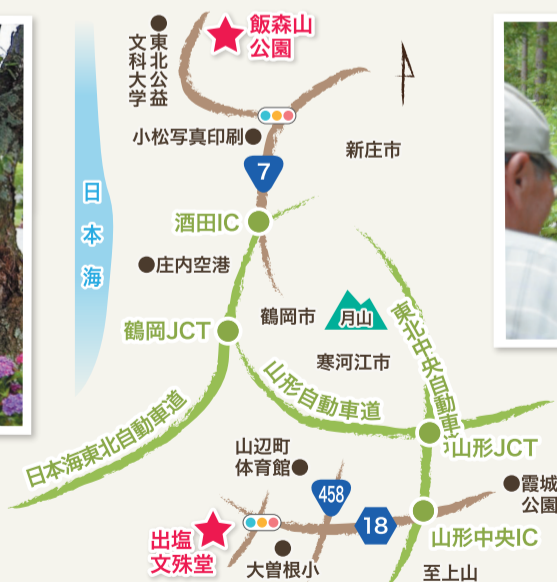 飯森山
公園
東北公益
文科大学
小松写真印刷
新庄市
7
日本海
酒田IC
庄内空港
鶴岡市
月山
鶴岡JCT
寒河江市
東北中央自動車道
山形自動車道
日本海東北自動車道
山形JCT
山辺町
体育館
458
霞城
公園
18
出塩
文殊堂
大曽根小
山形中央IC
至上山